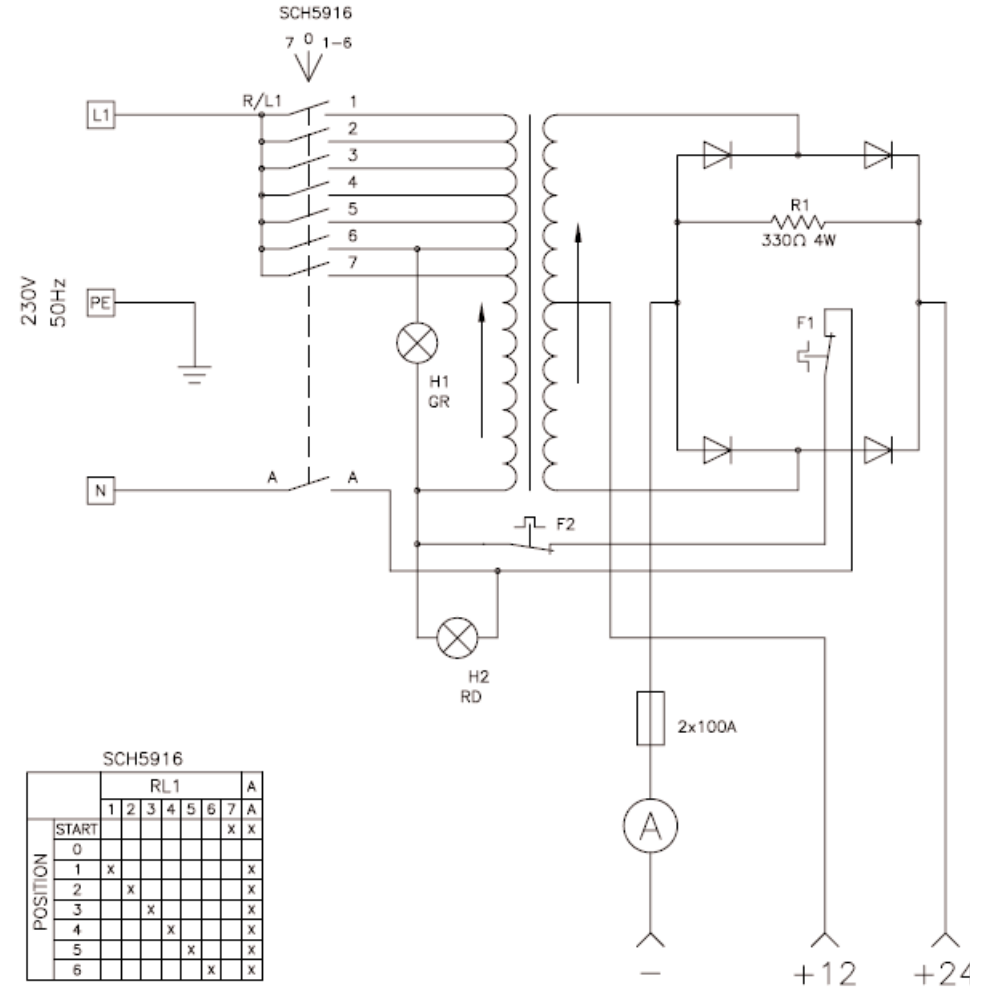 SCH5916
7 0 1-6
R/L1
1
2
3
4
5
6
7
L1
230V
50Hz
PE
N
A A
H1
GR
R1
330Ω 4W
F1
F2
H2
RD
2x100A
A
− +12 +24
SCH5916
RL1 A
1 2 3 4 5 6 7 A
POSITION
START x x
0
1 x x
2 x x
3 x x
4 x x
5 x x
6 x x